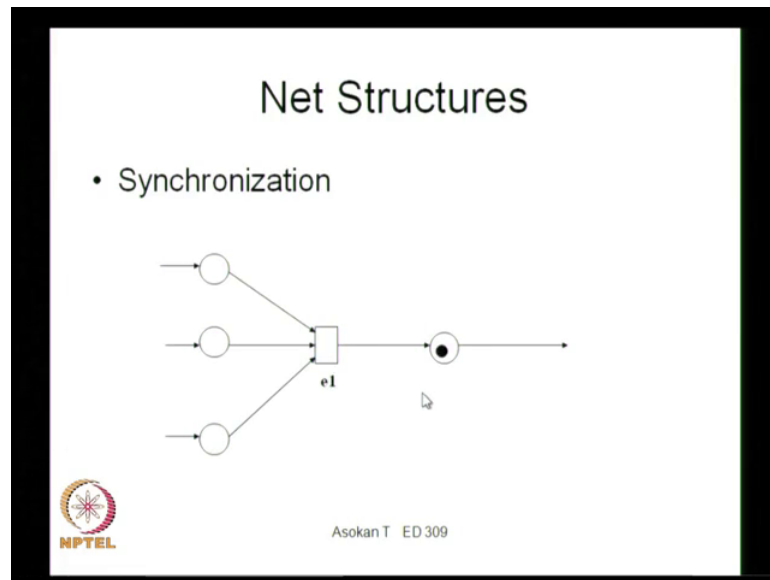 Net Structures
• Synchronization
e1
NPTEL
Asokan T ED 309